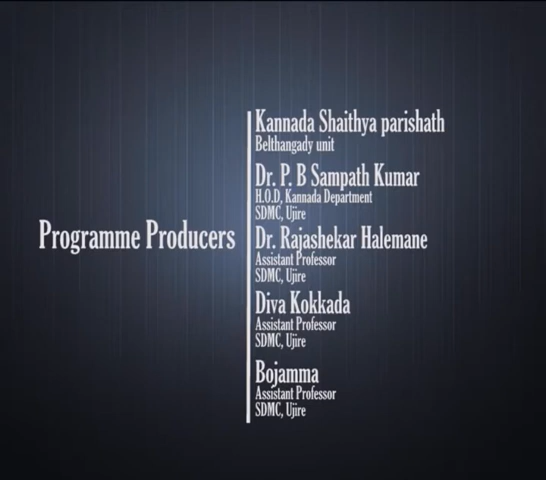 Programme Producers
Kannada Shaithya parishath
Belthangady unit
Dr. P. B Sampath Kumar
H.O.D, Kannada Department
SDMC, Ujire
Dr. Rajashekar Halemane
Assistant Professor
SDMC, Ujire
Diva Kokkada
Assistant Professor
SDMC, Ujire
Bojamma
Assistant Professor
SDMC, Ujire